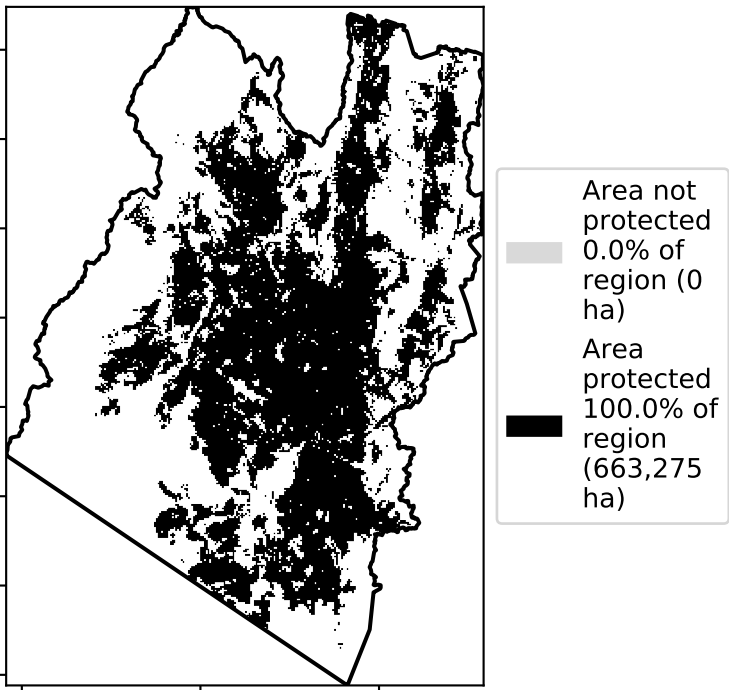 Area not
protected
0.0% of
region (0
ha)
Area
protected
100.0% of
region
(663,275
ha)